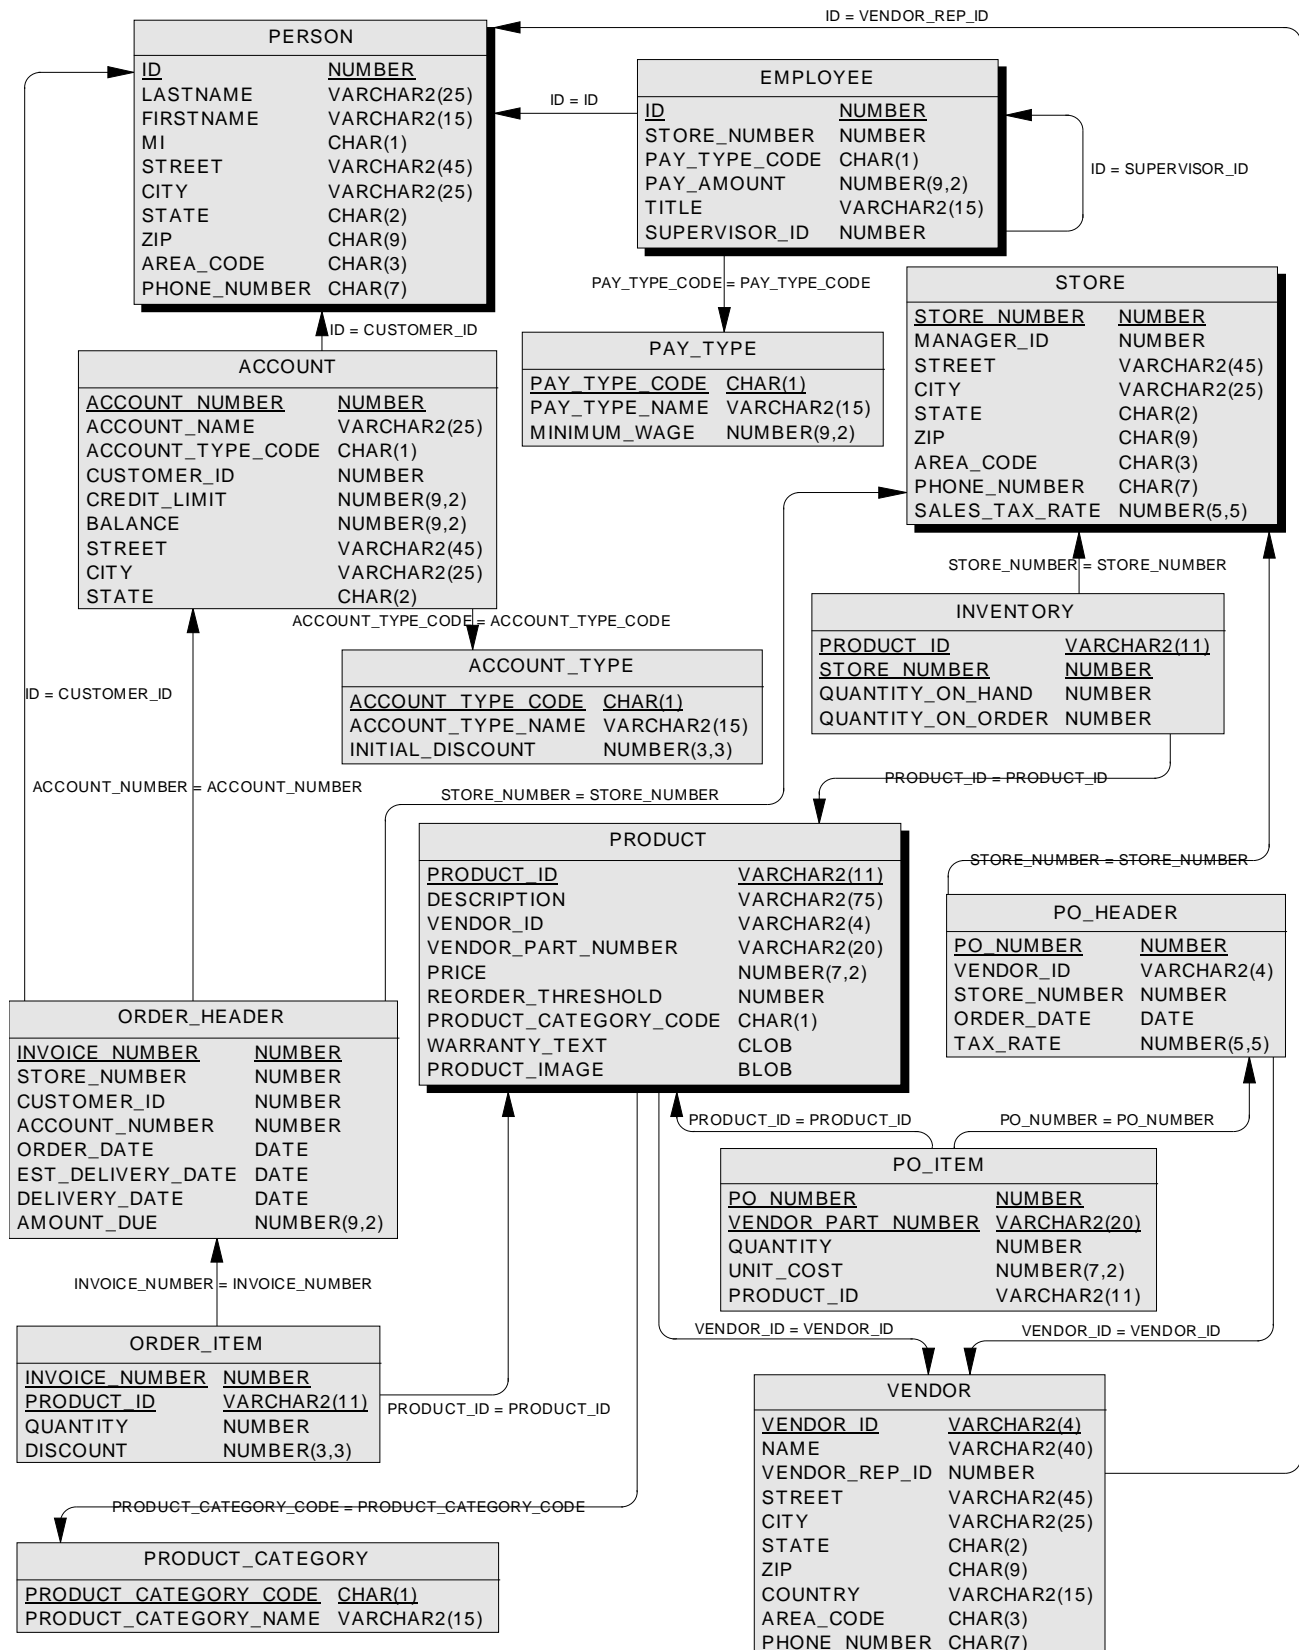 ID = VENDOR_REP_ID
PERSON
ID NUMBER
LASTNAME VARCHAR2(25)
FIRSTNAME VARCHAR2(15)
MI CHAR(1)
STREET VARCHAR2(45)
CITY VARCHAR2(25)
STATE CHAR(2)
ZIP CHAR(9)
AREA_CODE CHAR(3)
PHONE_NUMBER CHAR(7)
ID = ID
EMPLOYEE
ID NUMBER
STORE_NUMBER NUMBER
PAY_TYPE_CODE CHAR(1)
PAY_AMOUNT NUMBER(9,2)
TITLE VARCHAR2(15)
SUPERVISOR_ID NUMBER
ID = SUPERVISOR_ID
PAY_TYPE_CODE = PAY_TYPE_CODE
STORE
STORE_NUMBER NUMBER
MANAGER_ID NUMBER
STREET VARCHAR2(45)
CITY VARCHAR2(25)
STATE CHAR(2)
ZIP CHAR(9)
AREA_CODE CHAR(3)
PHONE_NUMBER CHAR(7)
SALES_TAX_RATE NUMBER(5,5)
ID = CUSTOMER_ID
PAY_TYPE
PAY_TYPE_CODE CHAR(1)
PAY_TYPE_NAME VARCHAR2(15)
MINIMUM_WAGE NUMBER(9,2)
ACCOUNT
ACCOUNT_NUMBER NUMBER
ACCOUNT_NAME VARCHAR2(25)
ACCOUNT_TYPE_CODE CHAR(1)
CUSTOMER_ID NUMBER
CREDIT_LIMIT NUMBER(9,2)
BALANCE NUMBER(9,2)
STREET VARCHAR2(45)
CITY VARCHAR2(25)
STATE CHAR(2)
STORE_NUMBER = STORE_NUMBER
ACCOUNT_TYPE_CODE = ACCOUNT_TYPE_CODE
INVENTORY
PRODUCT_ID VARCHAR2(11)
STORE_NUMBER NUMBER
QUANTITY_ON_HAND NUMBER
QUANTITY_ON_ORDER NUMBER
ACCOUNT_TYPE
ACCOUNT_TYPE_CODE CHAR(1)
ACCOUNT_TYPE_NAME VARCHAR2(15)
INITIAL_DISCOUNT NUMBER(3,3)
ID = CUSTOMER_ID
PRODUCT_ID = PRODUCT_ID
ACCOUNT_NUMBER = ACCOUNT_NUMBER
STORE_NUMBER = STORE_NUMBER
PRODUCT
PRODUCT_ID VARCHAR2(11)
DESCRIPTION VARCHAR2(75)
VENDOR_ID VARCHAR2(4)
VENDOR_PART_NUMBER VARCHAR2(20)
PRICE NUMBER(7,2)
REORDER_THRESHOLD NUMBER
PRODUCT_CATEGORY_CODE CHAR(1)
WARRANTY_TEXT CLOB
PRODUCT_IMAGE BLOB
STORE_NUMBER = STORE_NUMBER
PO_HEADER
PO_NUMBER NUMBER
VENDOR_ID VARCHAR2(4)
STORE_NUMBER NUMBER
ORDER_DATE DATE
TAX_RATE NUMBER(5,5)
ORDER_HEADER
INVOICE_NUMBER NUMBER
STORE_NUMBER NUMBER
CUSTOMER_ID NUMBER
ACCOUNT_NUMBER NUMBER
ORDER_DATE DATE
EST_DELIVERY_DATE DATE
DELIVERY_DATE DATE
AMOUNT_DUE NUMBER(9,2)
PRODUCT_ID = PRODUCT_ID
PO_NUMBER = PO_NUMBER
PO_ITEM
PO_NUMBER NUMBER
VENDOR_PART_NUMBER VARCHAR2(20)
QUANTITY NUMBER
UNIT_COST NUMBER(7,2)
PRODUCT_ID VARCHAR2(11)
INVOICE_NUMBER = INVOICE_NUMBER
VENDOR_ID = VENDOR_ID
VENDOR_ID = VENDOR_ID
ORDER_ITEM
INVOICE_NUMBER NUMBER
PRODUCT_ID VARCHAR2(11)
QUANTITY NUMBER
DISCOUNT NUMBER(3,3)
PRODUCT_ID = PRODUCT_ID
VENDOR
VENDOR_ID VARCHAR2(4)
NAME VARCHAR2(40)
VENDOR_REP_ID NUMBER
STREET VARCHAR2(45)
CITY VARCHAR2(25)
STATE CHAR(2)
ZIP CHAR(9)
COUNTRY VARCHAR2(15)
AREA_CODE CHAR(3)
PHONE_NUMBER CHAR(7)
PRODUCT_CATEGORY_CODE = PRODUCT_CATEGORY_CODE
PRODUCT_CATEGORY
PRODUCT_CATEGORY_CODE CHAR(1)
PRODUCT_CATEGORY_NAME VARCHAR2(15)